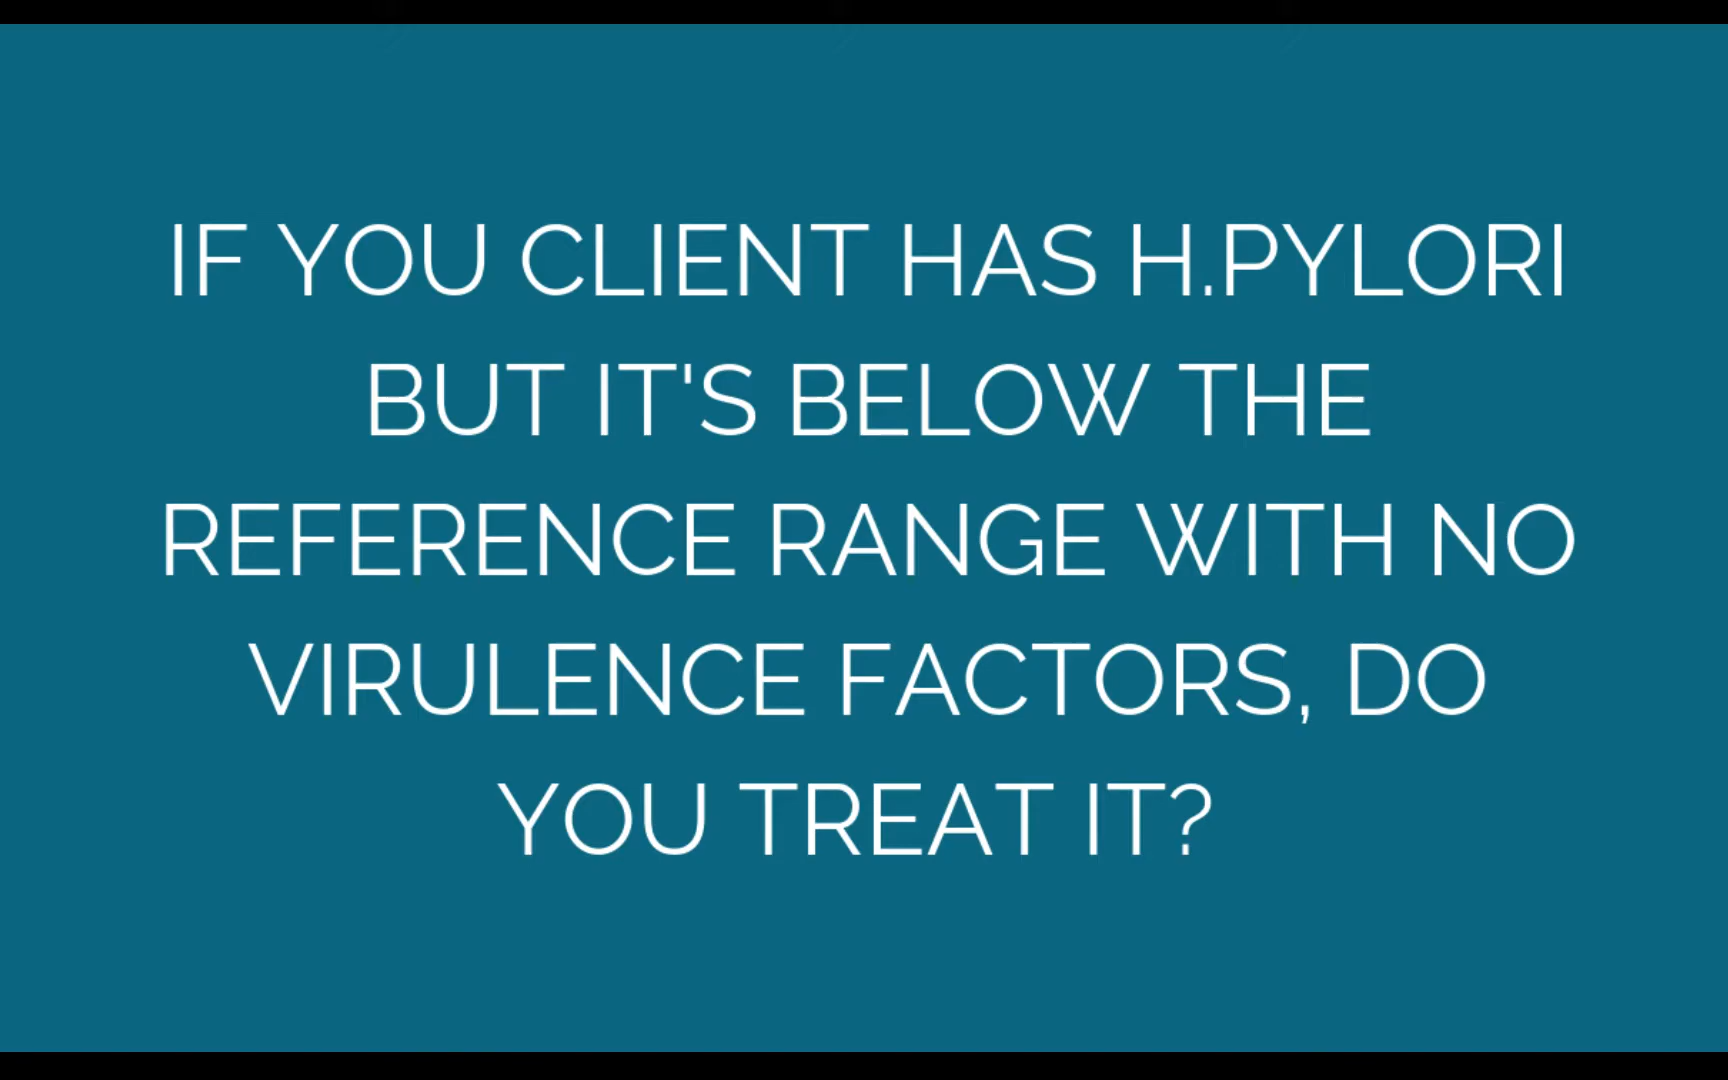 IF YOU CLIENT HAS H.PYLORI
BUT IT'S BELOW THE
REFERENCE RANGE WITH NO
VIRULENCE FACTORS, DO
YOU TREAT IT?